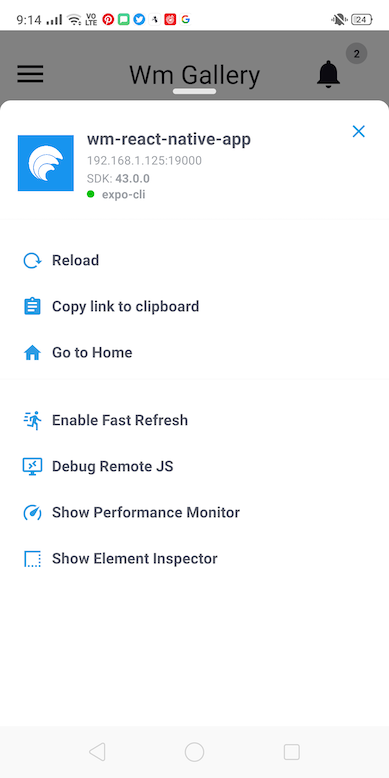 9:14 VO LTE 24
Wm Gallery 2
wm-react-native-app
192.168.1.125:19000
SDK: 43.0.0
expo-cli
Reload
Copy link to clipboard
Go to Home
Enable Fast Refresh
Debug Remote JS
Show Performance Monitor
Show Element Inspector